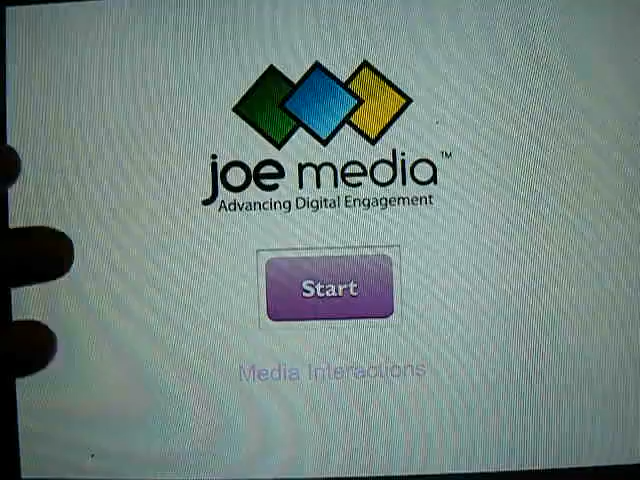 joe media™
Advancing Digital Engagement
Start
Media Interactions